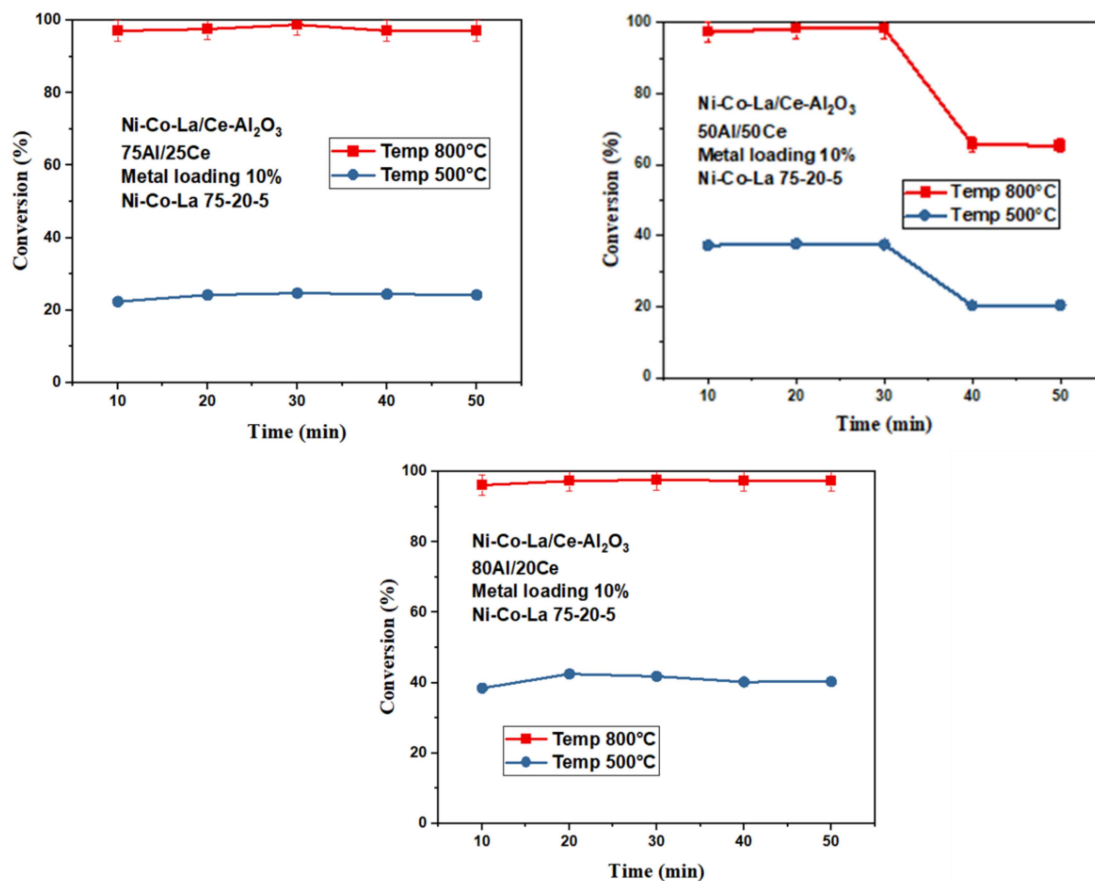 100
80
60
40
20
0
Conversion (%)
Ni-Co-La/Ce-Al₂O₃
75Al/25Ce
Metal loading 10%
Ni-Co-La 75-20-5
Temp 800°C
Temp 500°C
10 20 30 40 50
Time (min)
100
80
60
40
20
0
Conversion (%)
Ni-Co-La/Ce-Al₂O₃
50Al/50Ce
Metal loading 10%
Ni-Co-La 75-20-5
Temp 800°C
Temp 500°C
10 20 30 40 50
Time (min)
100
80
60
40
20
0
Conversion (%)
Ni-Co-La/Ce-Al₂O₃
80Al/20Ce
Metal loading 10%
Ni-Co-La 75-20-5
Temp 800°C
Temp 500°C
10 20 30 40 50
Time (min)